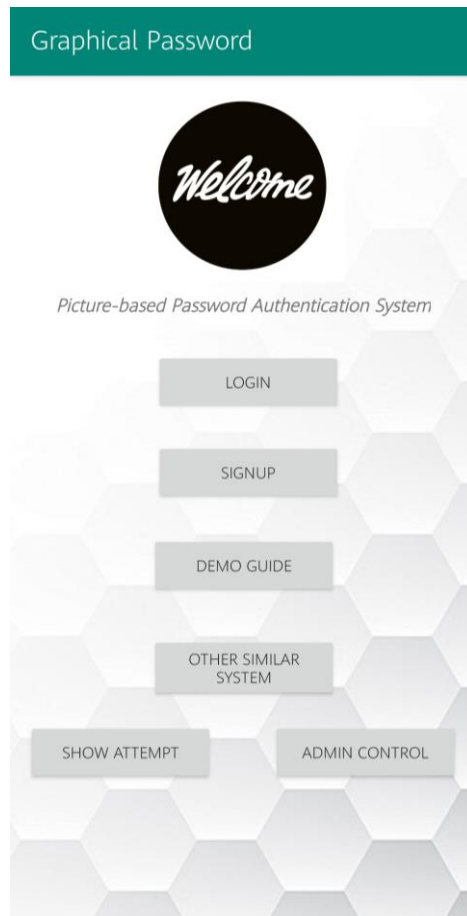 Graphical Password
Welcome
Picture-based Password Authentication System
LOGIN
SIGNUP
DEMO GUIDE
OTHER SIMILAR
SYSTEM
SHOW ATTEMPT
ADMIN CONTROL